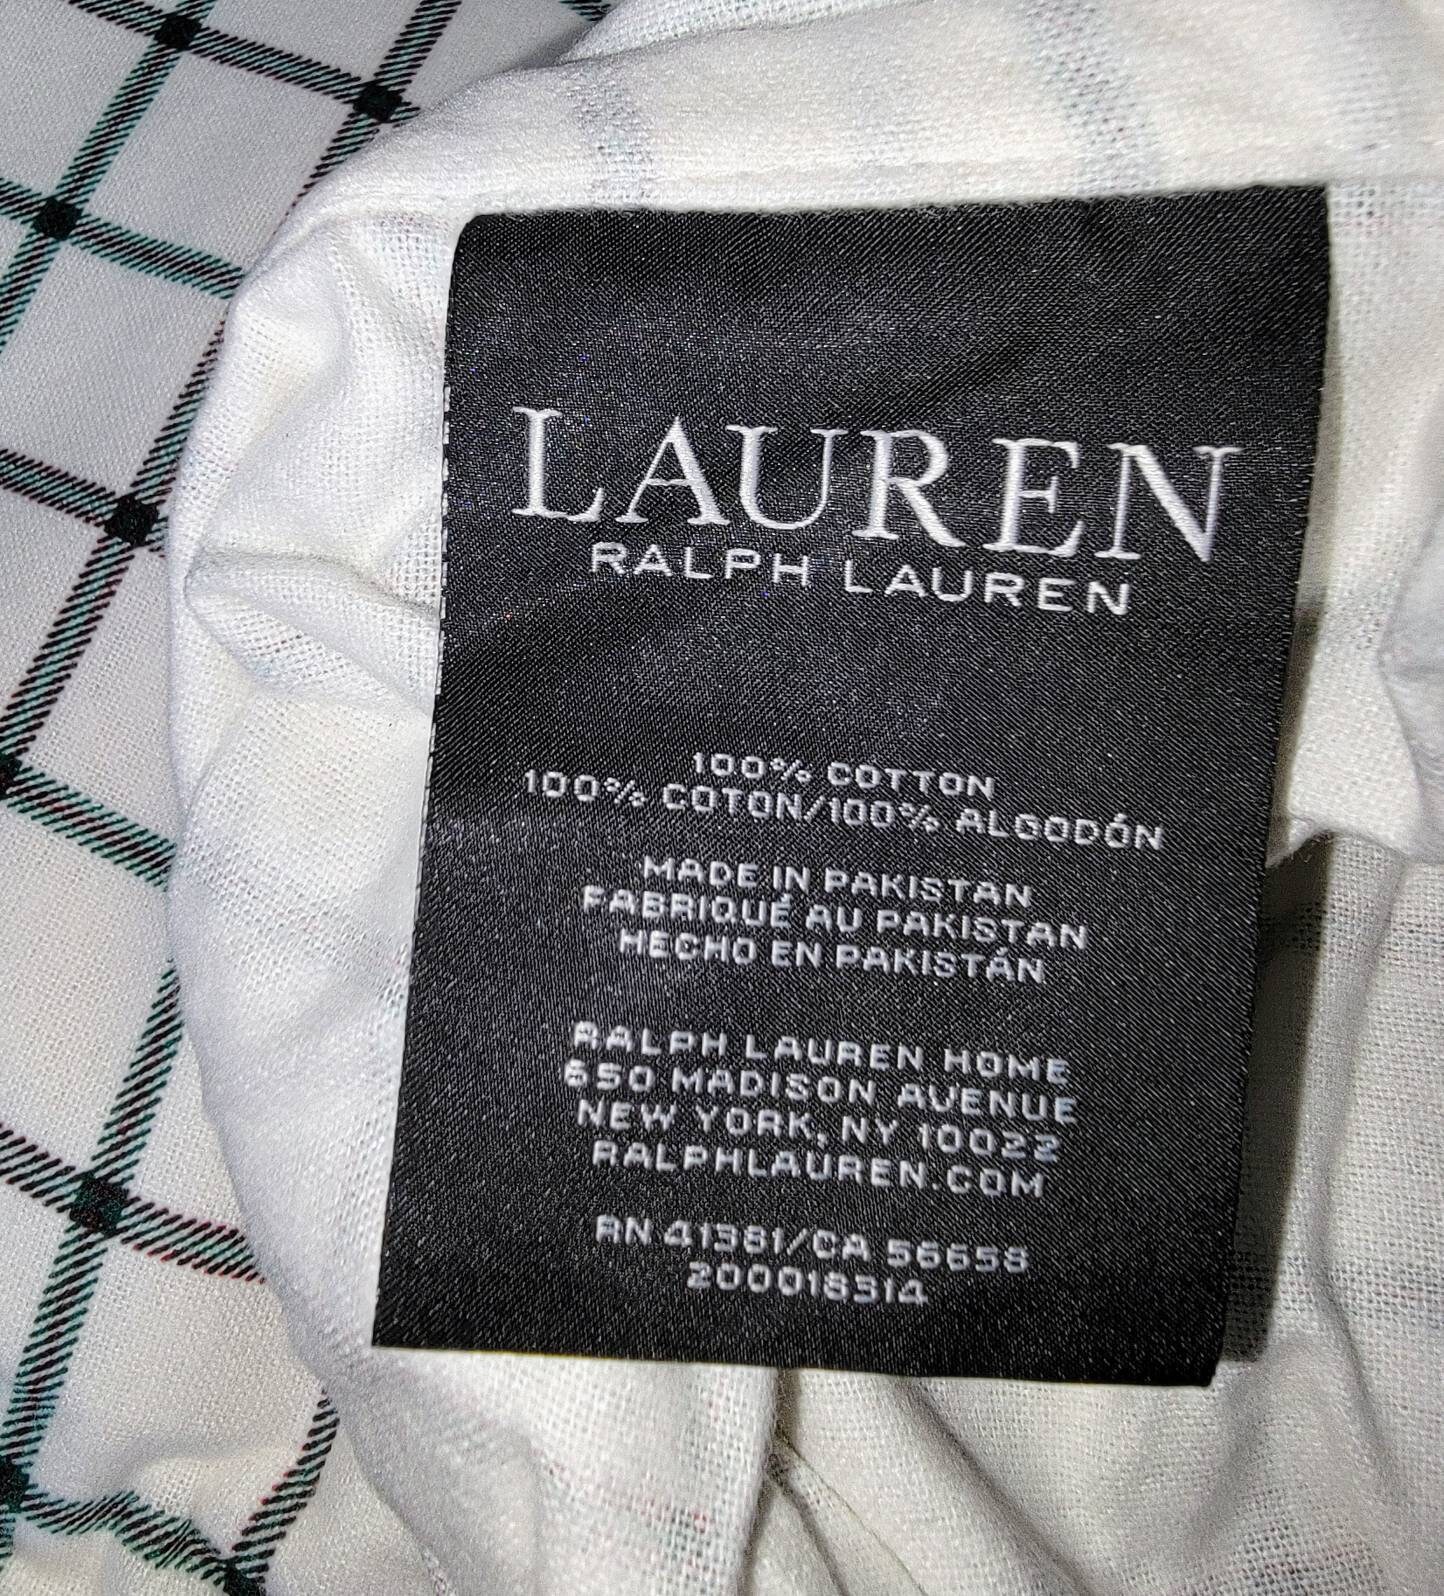 LAUREN
RALPH LAUREN
100% COTTON
100% COTON/100% ALGODÓN
MADE IN PAKISTAN
FABRIQUÉ AU PAKISTAN
HECHO EN PAKISTÁN
RALPH LAUREN HOME
650 MADISON AVENUE
NEW YORK, NY 10022
RALPHLAUREN.COM
RN 41381/CA 56658
200018314